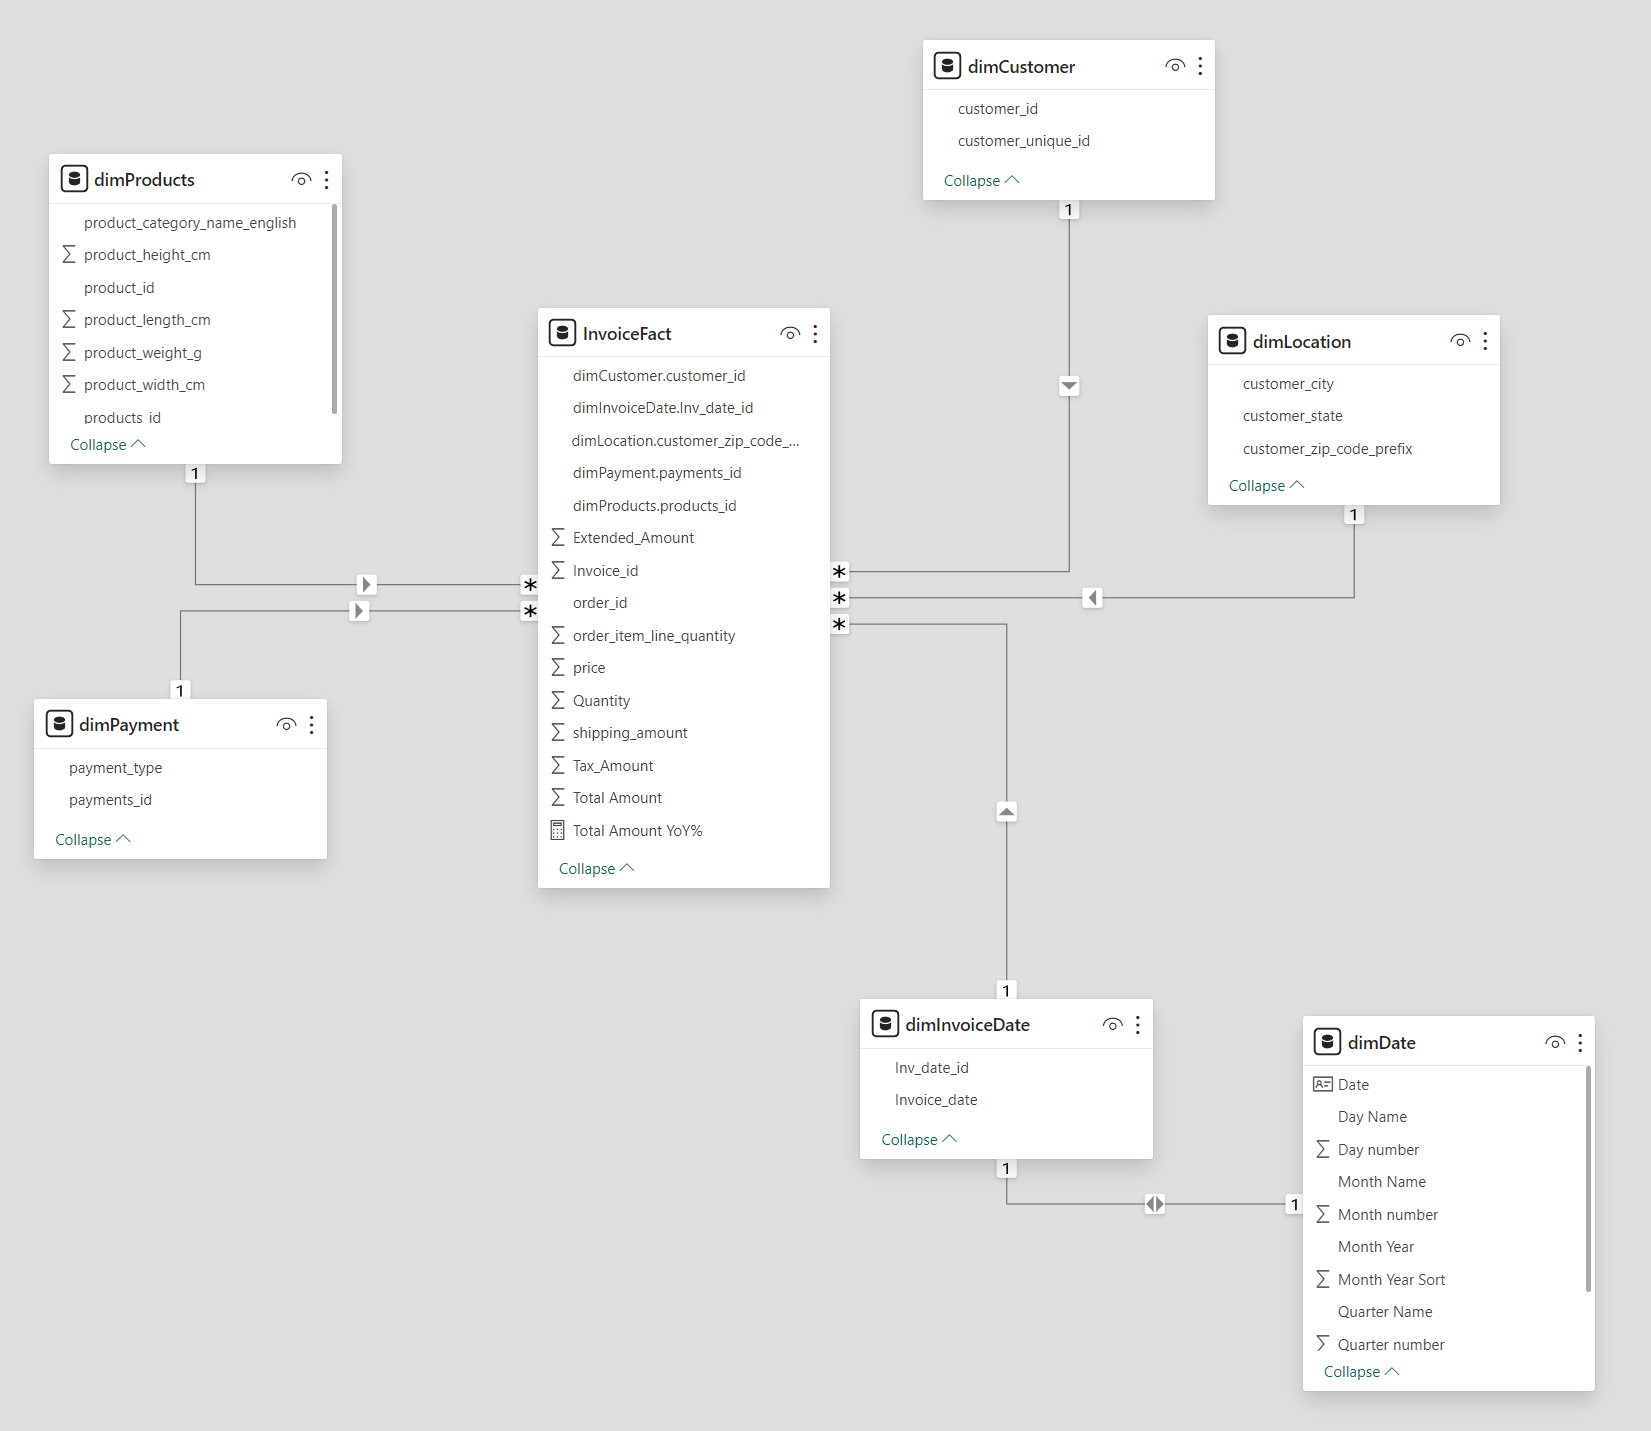 dimCustomer
customer_id
customer_unique_id
Collapse
1
dimProducts
product_category_name_english
product_height_cm
product_id
product_length_cm
product_weight_g
product_width_cm
products_id
Collapse
1
InvoiceFact
dimCustomer.customer_id
dimInvoiceDate.Inv_date_id
dimLocation.customer_zip_code_...
dimPayment.payments_id
dimProducts.products_id
Extended_Amount
Invoice_id
order_id
order_item_line_quantity
price
Quantity
shipping_amount
Tax_Amount
Total Amount
Total Amount YoY%
Collapse
*
*
*
*
*
dimLocation
customer_city
customer_state
customer_zip_code_prefix
Collapse
1
1
dimPayment
payment_type
payments_id
Collapse
1
dimInvoiceDate
Inv_date_id
Invoice_date
Collapse
1
1
dimDate
Date
Day Name
Day number
Month Name
Month number
Month Year
Month Year Sort
Quarter Name
Quarter number
Collapse